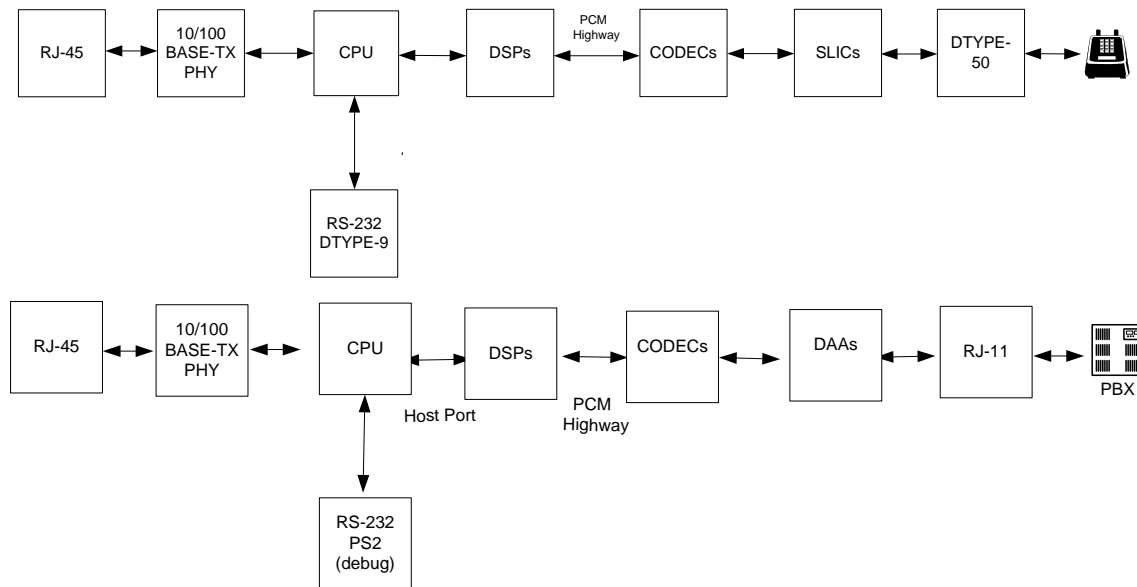 PCM
Highway
RJ-45
10/100
BASE-TX
PHY
CPU
DSPs
CODECs
SLICs
DTYPE-
50
RS-232
DTYPE-9
RJ-45
10/100
BASE-TX
PHY
CPU
DSPs
CODECs
DAAs
RJ-11
PBX
Host Port
PCM
Highway
RS-232
PS2
(debug)